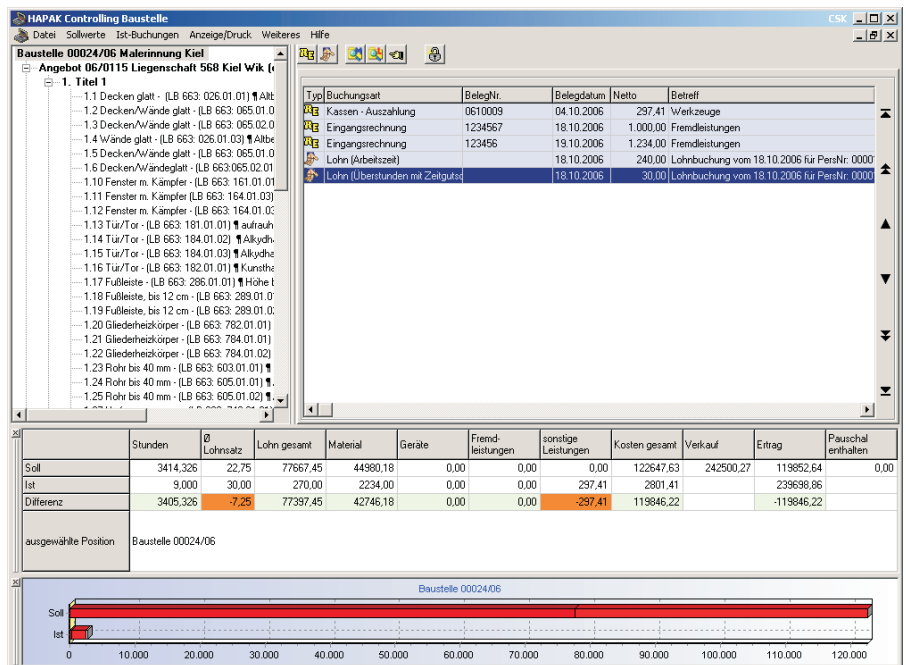 HAPAK Controlling Baustelle CSK
Datei Sollwerte Ist-Buchungen Anzeige/Druck Weiteres Hilfe
Baustelle 00024/06 Malerinnung Kiel
Angebot 06/0115 Liegenschaft 568 Kiel Wik (
1. Titel 1
1.1 Decken glatt - (LB 663: 026.01.01) ¶ Altb
1.2 Decken/Wände glatt - (LB 663: 065.01.0
1.3 Decken/Wände glatt - (LB 663: 065.02.0
1.4 Wände glatt - (LB 663: 026.01.03) ¶ Altbe
1.5 Decken/Wände glatt - (LB 663: 065.01.0
1.6 Decken/Wändeglatt - (LB 663:065.02.01
1.10 Fenster m. Kämpfer - (LB 663: 161.01.01
1.11 Fenster m. Kämpfer - (LB 663: 164.01.03)
1.12 Fenster m. Kämpfer - (LB 663: 164.01.03
1.13 Tür/Tor - (LB 663: 181.01.01) ¶ aufrauh
1.14 Tür/Tor - (LB 663: 184.01.02) ¶ Alkydh
1.15 Tür/Tor - (LB 663: 184.01.03) ¶ Alkydha
1.16 Tür/Tor - (LB 663: 182.01.01) ¶ Kunstha
1.17 Fußleiste - (LB 663: 286.01.01) ¶ Höhe b
1.18 Fußleiste, bis 12 cm - (LB 663: 289.01.01
1.19 Fußleiste, bis 12 cm - (LB 663: 289.01.02
1.20 Gliederheizkörper - (LB 663: 782.01.01)
1.21 Gliederheizkörper - (LB 663: 784.01.01)
1.22 Gliederheizkörper - (LB 663: 784.01.02)
1.23 Rohr bis 40 mm - (LB 663: 603.01.01) ¶
1.24 Rohr bis 40 mm - (LB 663: 605.01.01) ¶
1.25 Rohr bis 40 mm - (LB 663: 605.01.02) ¶
Typ Buchungsart BelegNr. Belegdatum Netto Betreff
Kassen - Auszahlung 0610009 04.10.2006 297,41 Werkzeuge
Eingangsrechnung 1234567 18.10.2006 1.000,00 Fremdleistungen
Eingangsrechnung 123456 19.10.2006 1.234,00 Fremdleistungen
Lohn (Arbeitszeit) 18.10.2006 240,00 Lohnbuchung vom 18.10.2006 für PersNr: 0000
Lohn (Überstunden mit Zeitgutsc 18.10.2006 30,00 Lohnbuchung vom 18.10.2006 für PersNr: 0000
Stunden Ø Lohnsatz Lohn gesamt Material Geräte Fremd-leistungen sonstige Leistungen Kosten gesamt Verkauf Ertrag Pauschal enthalten
Soll 3414,326 22,75 77667,45 44980,18 0,00 0,00 0,00 122647,63 242500,27 119852,64 0,00
Ist 9,000 30,00 270,00 2234,00 0,00 0,00 297,41 2801,41 239698,86
Differenz 3405,326 -7,25 77397,45 42746,18 0,00 0,00 -297,41 119846,22 -119846,22
ausgewählte Position Baustelle 00024/06
Baustelle 00024/06
Soll
Ist
0 10.000 20.000 30.000 40.000 50.000 60.000 70.000 80.000 90.000 100.000 110.000 120.000